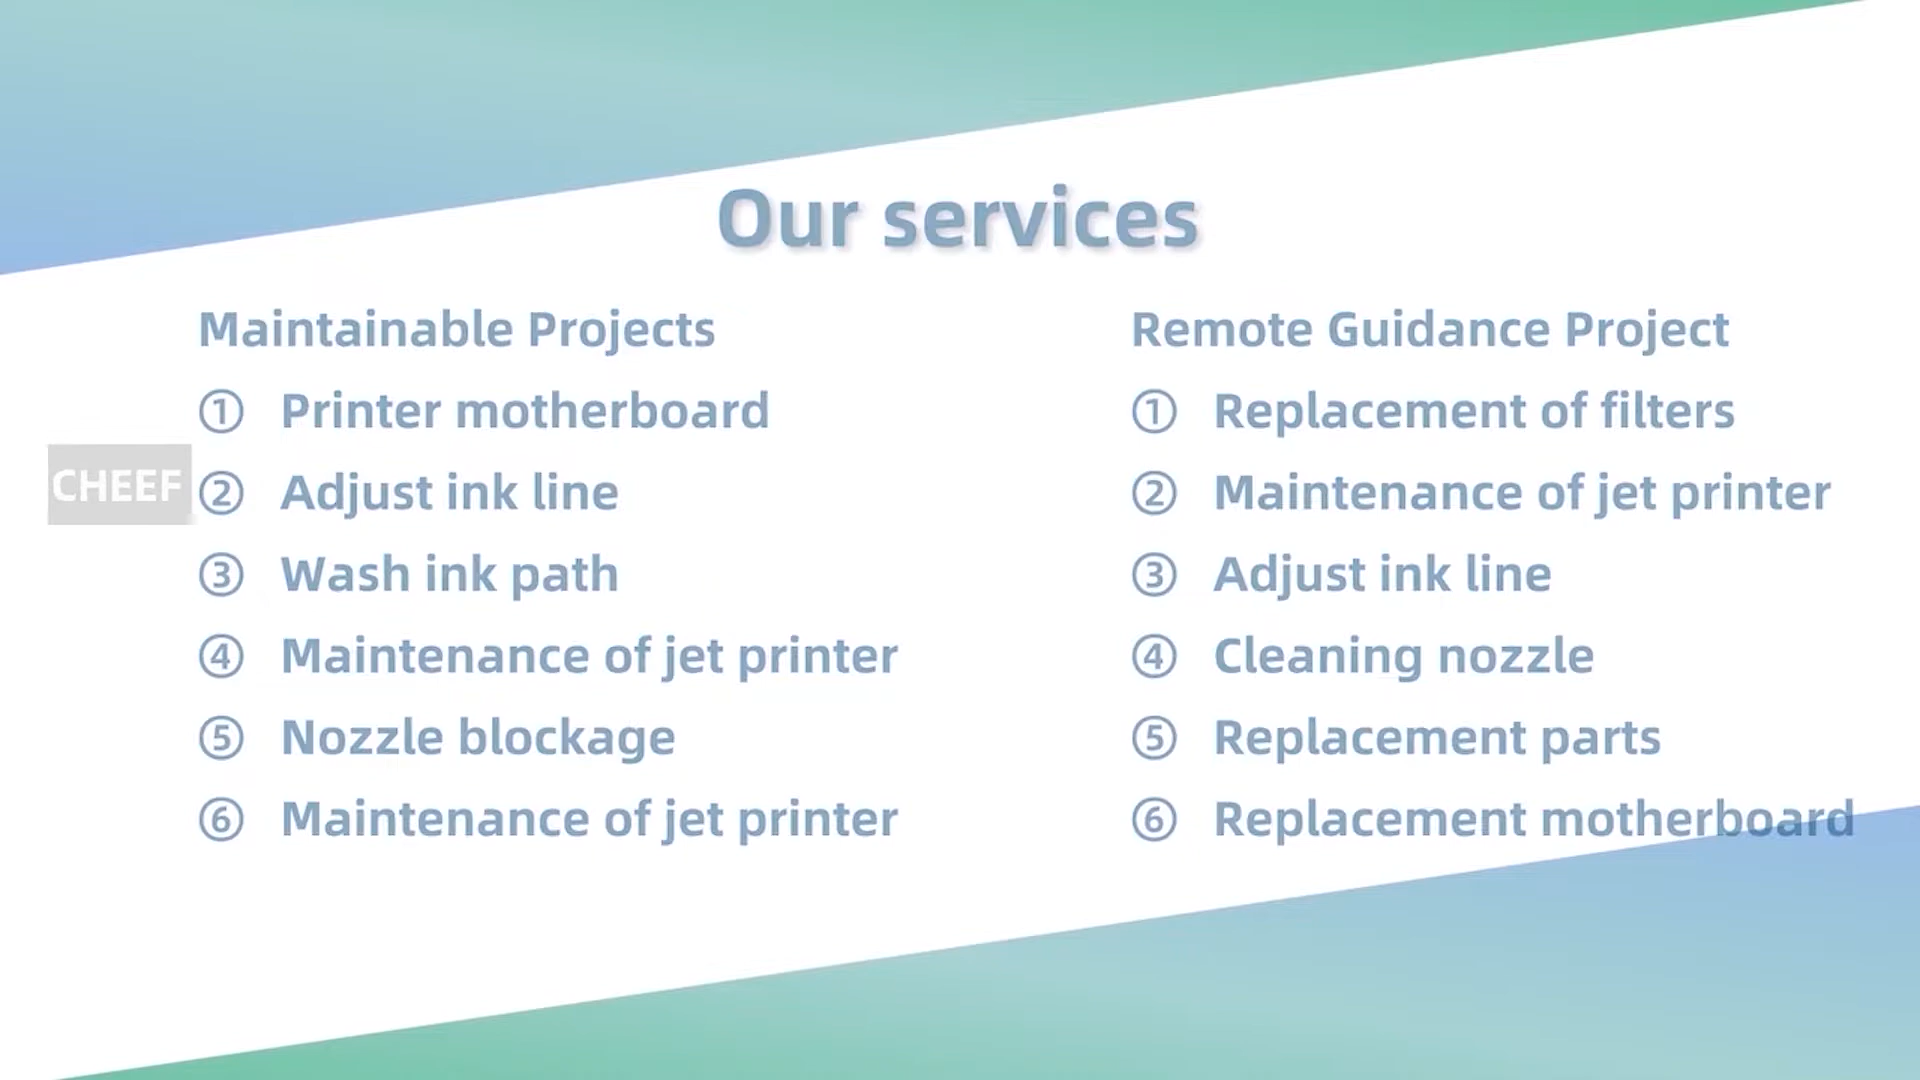 Our services
Maintainable Projects
① Printer motherboard
② Adjust ink line
③ Wash ink path
④ Maintenance of jet printer
⑤ Nozzle blockage
⑥ Maintenance of jet printer
Remote Guidance Project
① Replacement of filters
② Maintenance of jet printer
③ Adjust ink line
④ Cleaning nozzle
⑤ Replacement parts
⑥ Replacement motherboard
CHEEF